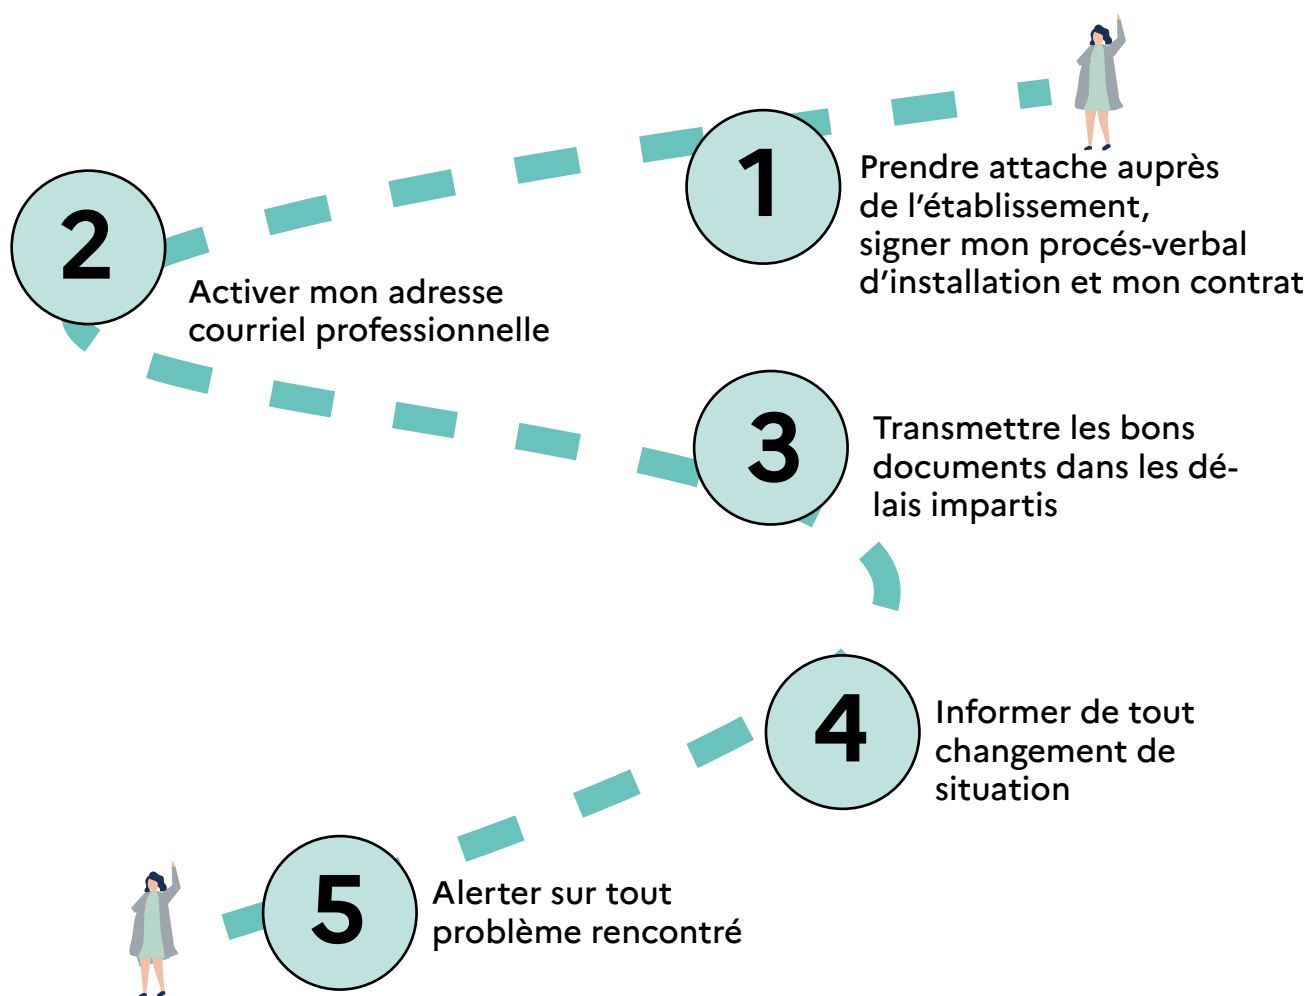 1
Prendre attache auprès
de l'établissement,
signer mon procés-verbal
d'installation et mon contrat
2
Activer mon adresse
courriel professionnelle
3
Transmettre les bons
documents dans les dé-
lais impartis
4
Informer de tout
changement de
situation
5
Alerter sur tout
problème rencontré